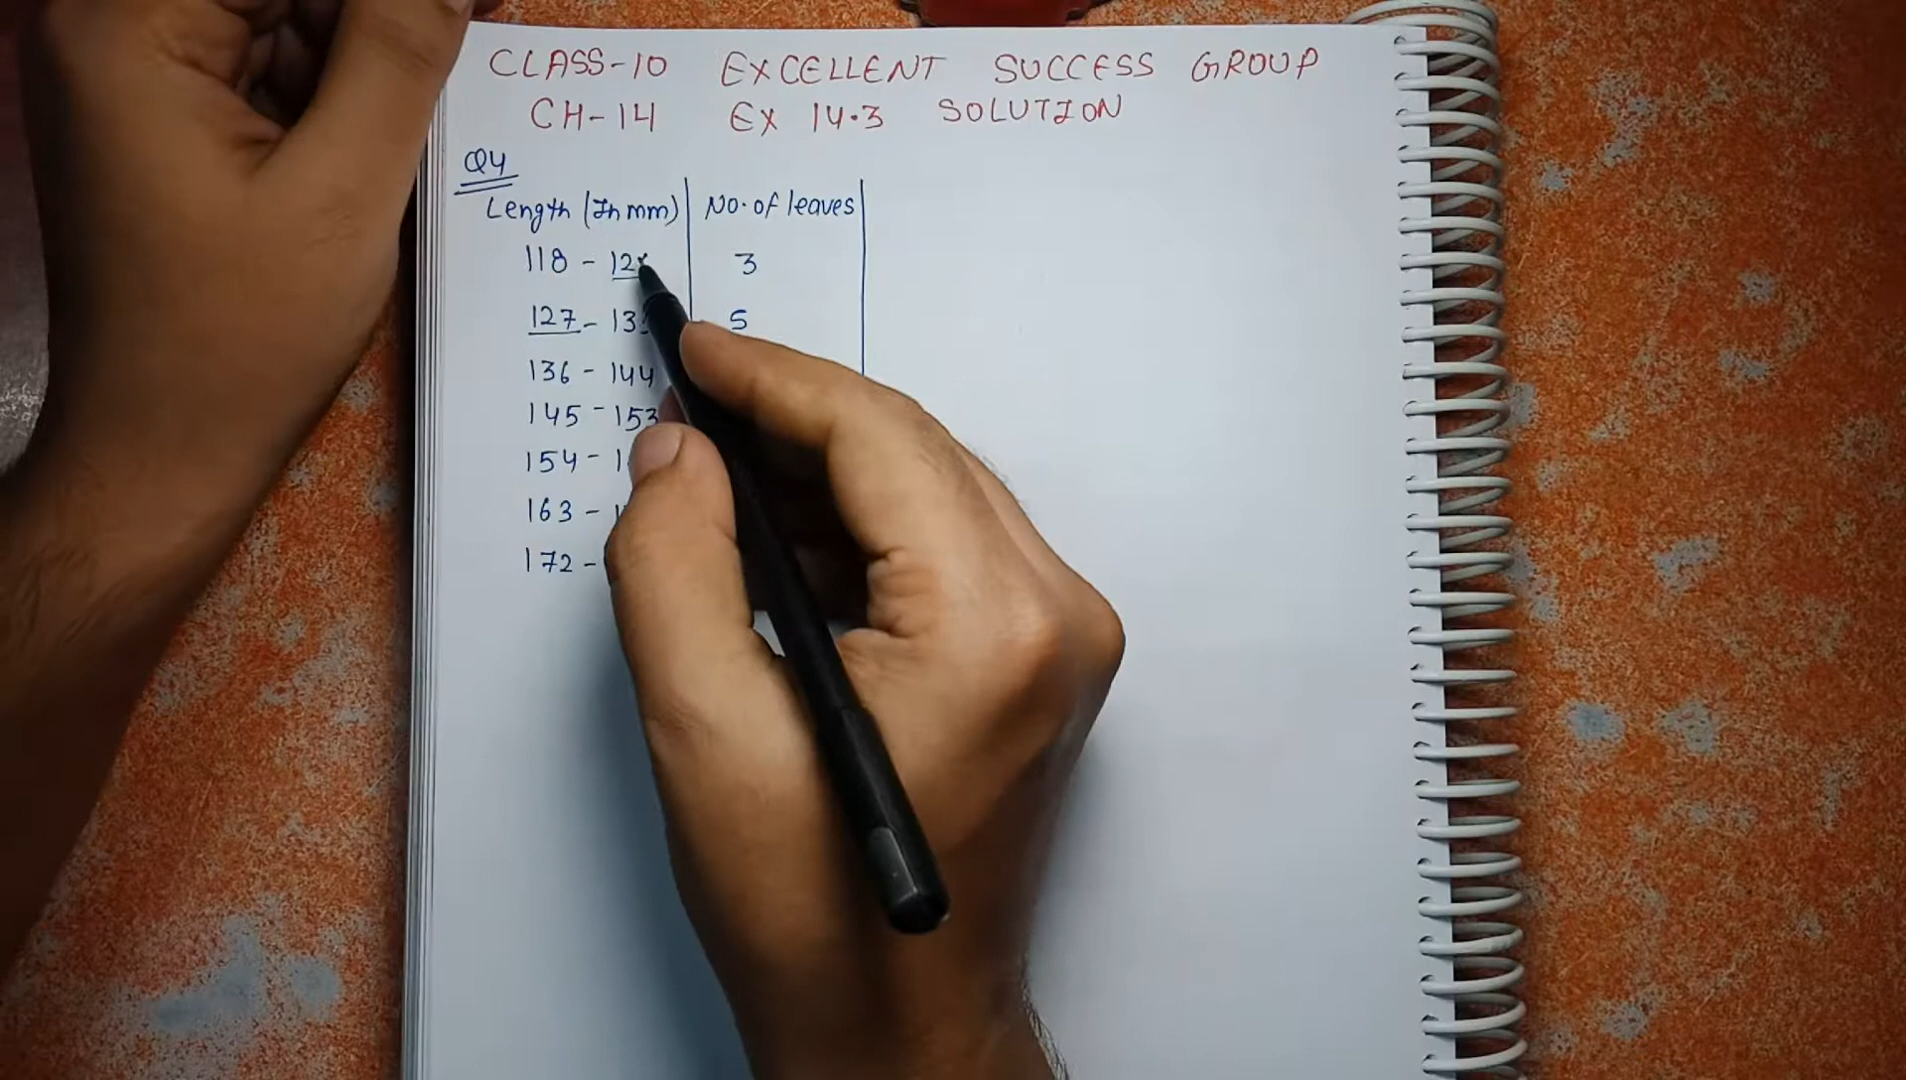 CLASS-10 EXCELLENT SUCCESS GROUP
CH-14 EX 14.3 SOLUTION
Q4
Length (In mm) No. of leaves
118 - 3
127 - 5
136 - 144
145 - 153
154 -
163 -
172 -